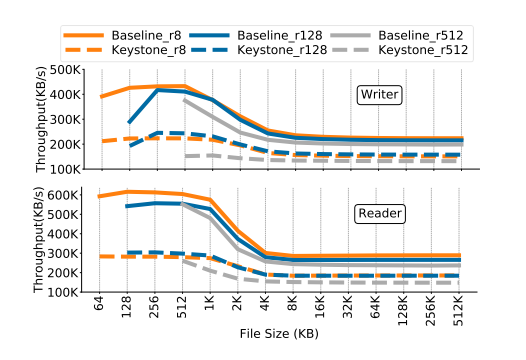 Baseline_r8 Baseline_r128 Baseline_r512
Keystone_r8 Keystone_r128 Keystone_r512
Throughput(KB/s)
500K
400K
300K
200K
100K
Writer
Throughput(KB/s)
600K
500K
400K
300K
200K
100K
Reader
64 128 256 512 1K 2K 4K 8K 16K 32K 64K 128K 256K 512K
File Size (KB)